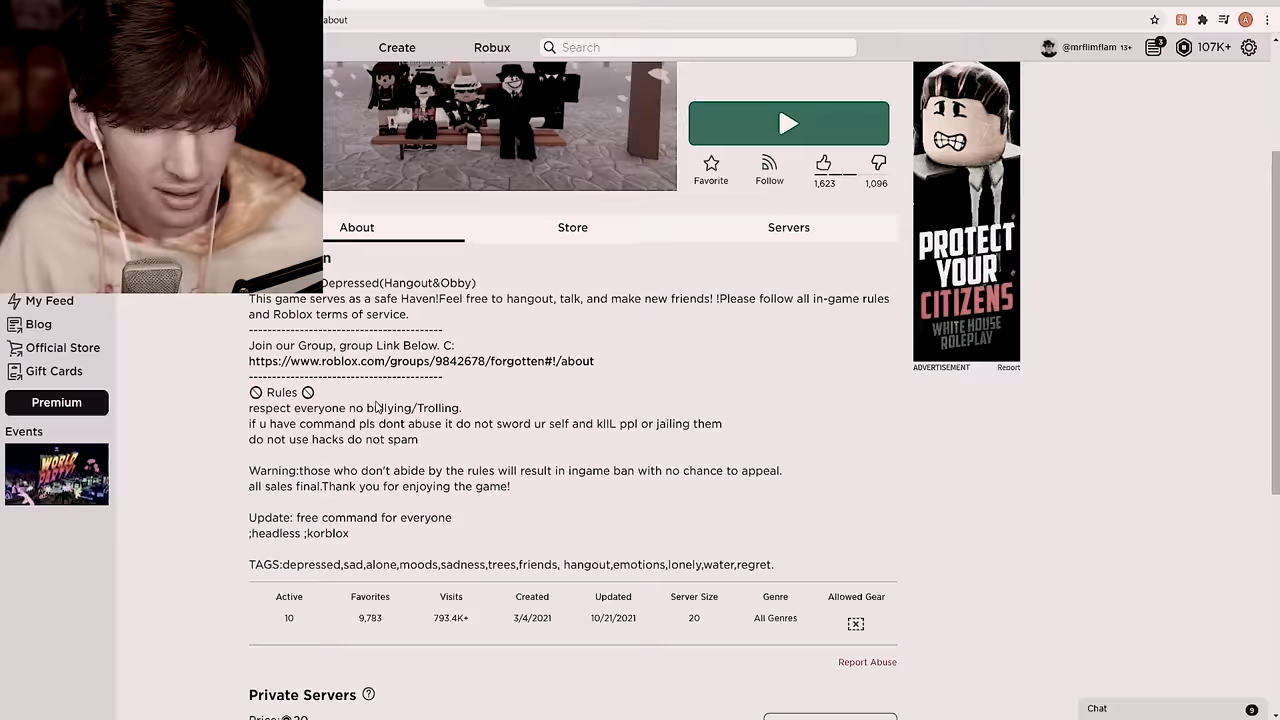 about
Create
Robux
Search
@mrflimflam 13+
3
107K+
Favorite
Follow
1,623
1,096
About
Store
Servers
n
Depressed(Hangout&Obby)
This game serves as a safe Haven!Feel free to hangout, talk, and make new friends! !Please follow all in-game rules
and Roblox terms of service.
-----------------------------------------
Join our Group, group Link Below. C:
https://www.roblox.com/groups/9842678/forgotten#!/about
-----------------------------------------
🚫 Rules 🚫
respect everyone no bullying/Trolling.
if u have command pls dont abuse it do not sword ur self and kIlL ppl or jailing them
do not use hacks do not spam
Warning:those who don't abide by the rules will result in ingame ban with no chance to appeal.
all sales final.Thank you for enjoying the game!
Update: free command for everyone
;headless ;korblox
TAGS:depressed,sad,alone,moods,sadness,trees,friends, hangout,emotions,lonely,water,regret.
Active
Favorites
Visits
Created
Updated
Server Size
Genre
Allowed Gear
10
9,783
793.4K+
3/4/2021
10/21/2021
20
All Genres
Report Abuse
Private Servers
My Feed
Blog
Official Store
Gift Cards
Premium
Events
WORLD
PARTY
PROTECT
YOUR
CITIZENS
WHITE HOUSE
ROLEPLAY
ADVERTISEMENT
Report
Chat
9